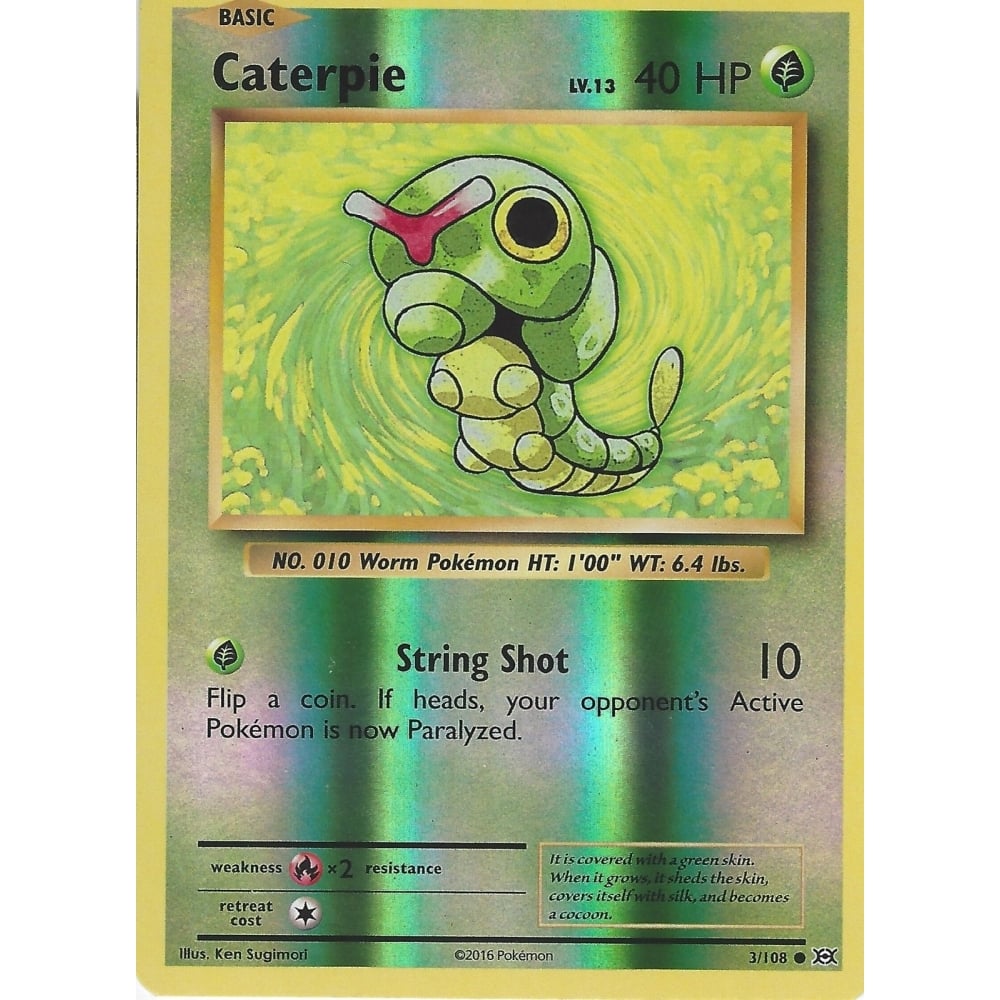 BASIC
Caterpie LV.13 40 HP
NO. 010 Worm Pokémon HT: 1'00" WT: 6.4 lbs.
String Shot 10
Flip a coin. If heads, your opponent's Active
Pokémon is now Paralyzed.
weakness ×2 resistance
retreat
cost
It is covered with a green skin.
When it grows, it sheds the skin,
covers itself with silk, and becomes
a cocoon.
Illus. Ken Sugimori ©2016 Pokémon 3/108